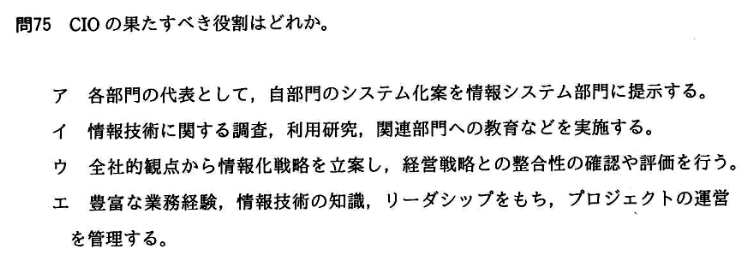 問75 CIOの果たすべき役割はどれか。
ア 各部門の代表として，自部門のシステム化案を情報システム部門に提示する。
イ 情報技術に関する調査，利用研究，関連部門への教育などを実施する。
ウ 全社的観点から情報化戦略を立案し，経営戦略との整合性の確認や評価を行う。
エ 豊富な業務経験，情報技術の知識，リーダシップをもち，プロジェクトの運営
を管理する。